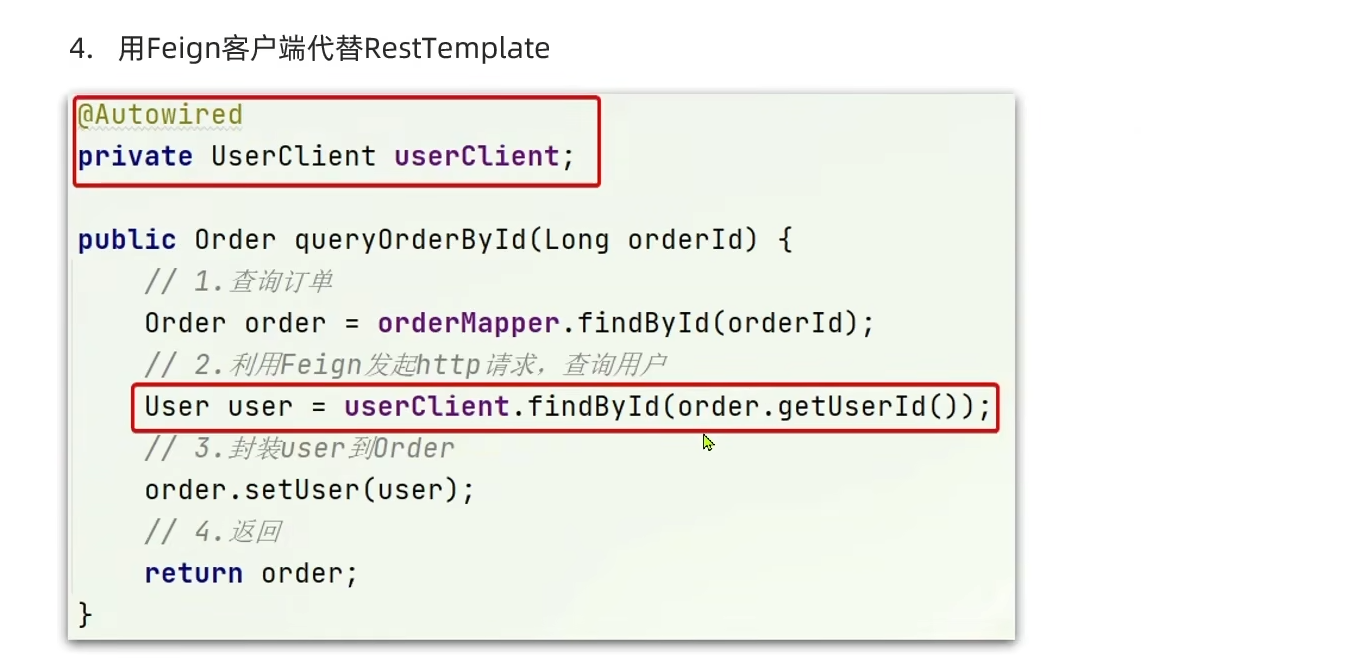 4. 用Feign客户端代替RestTemplate
@Autowired
private UserClient userClient;
public Order queryOrderById(Long orderId) {
// 1.查询订单
Order order = orderMapper.findById(orderId);
// 2.利用Feign发起http请求，查询用户
User user = userClient.findById(order.getUserId());
// 3.封装user到Order
order.setUser(user);
// 4.返回
return order;
}